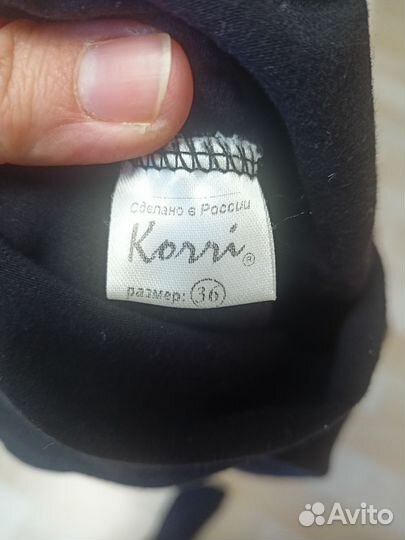 Сделано в России
Korri®
размер: 36
Avito